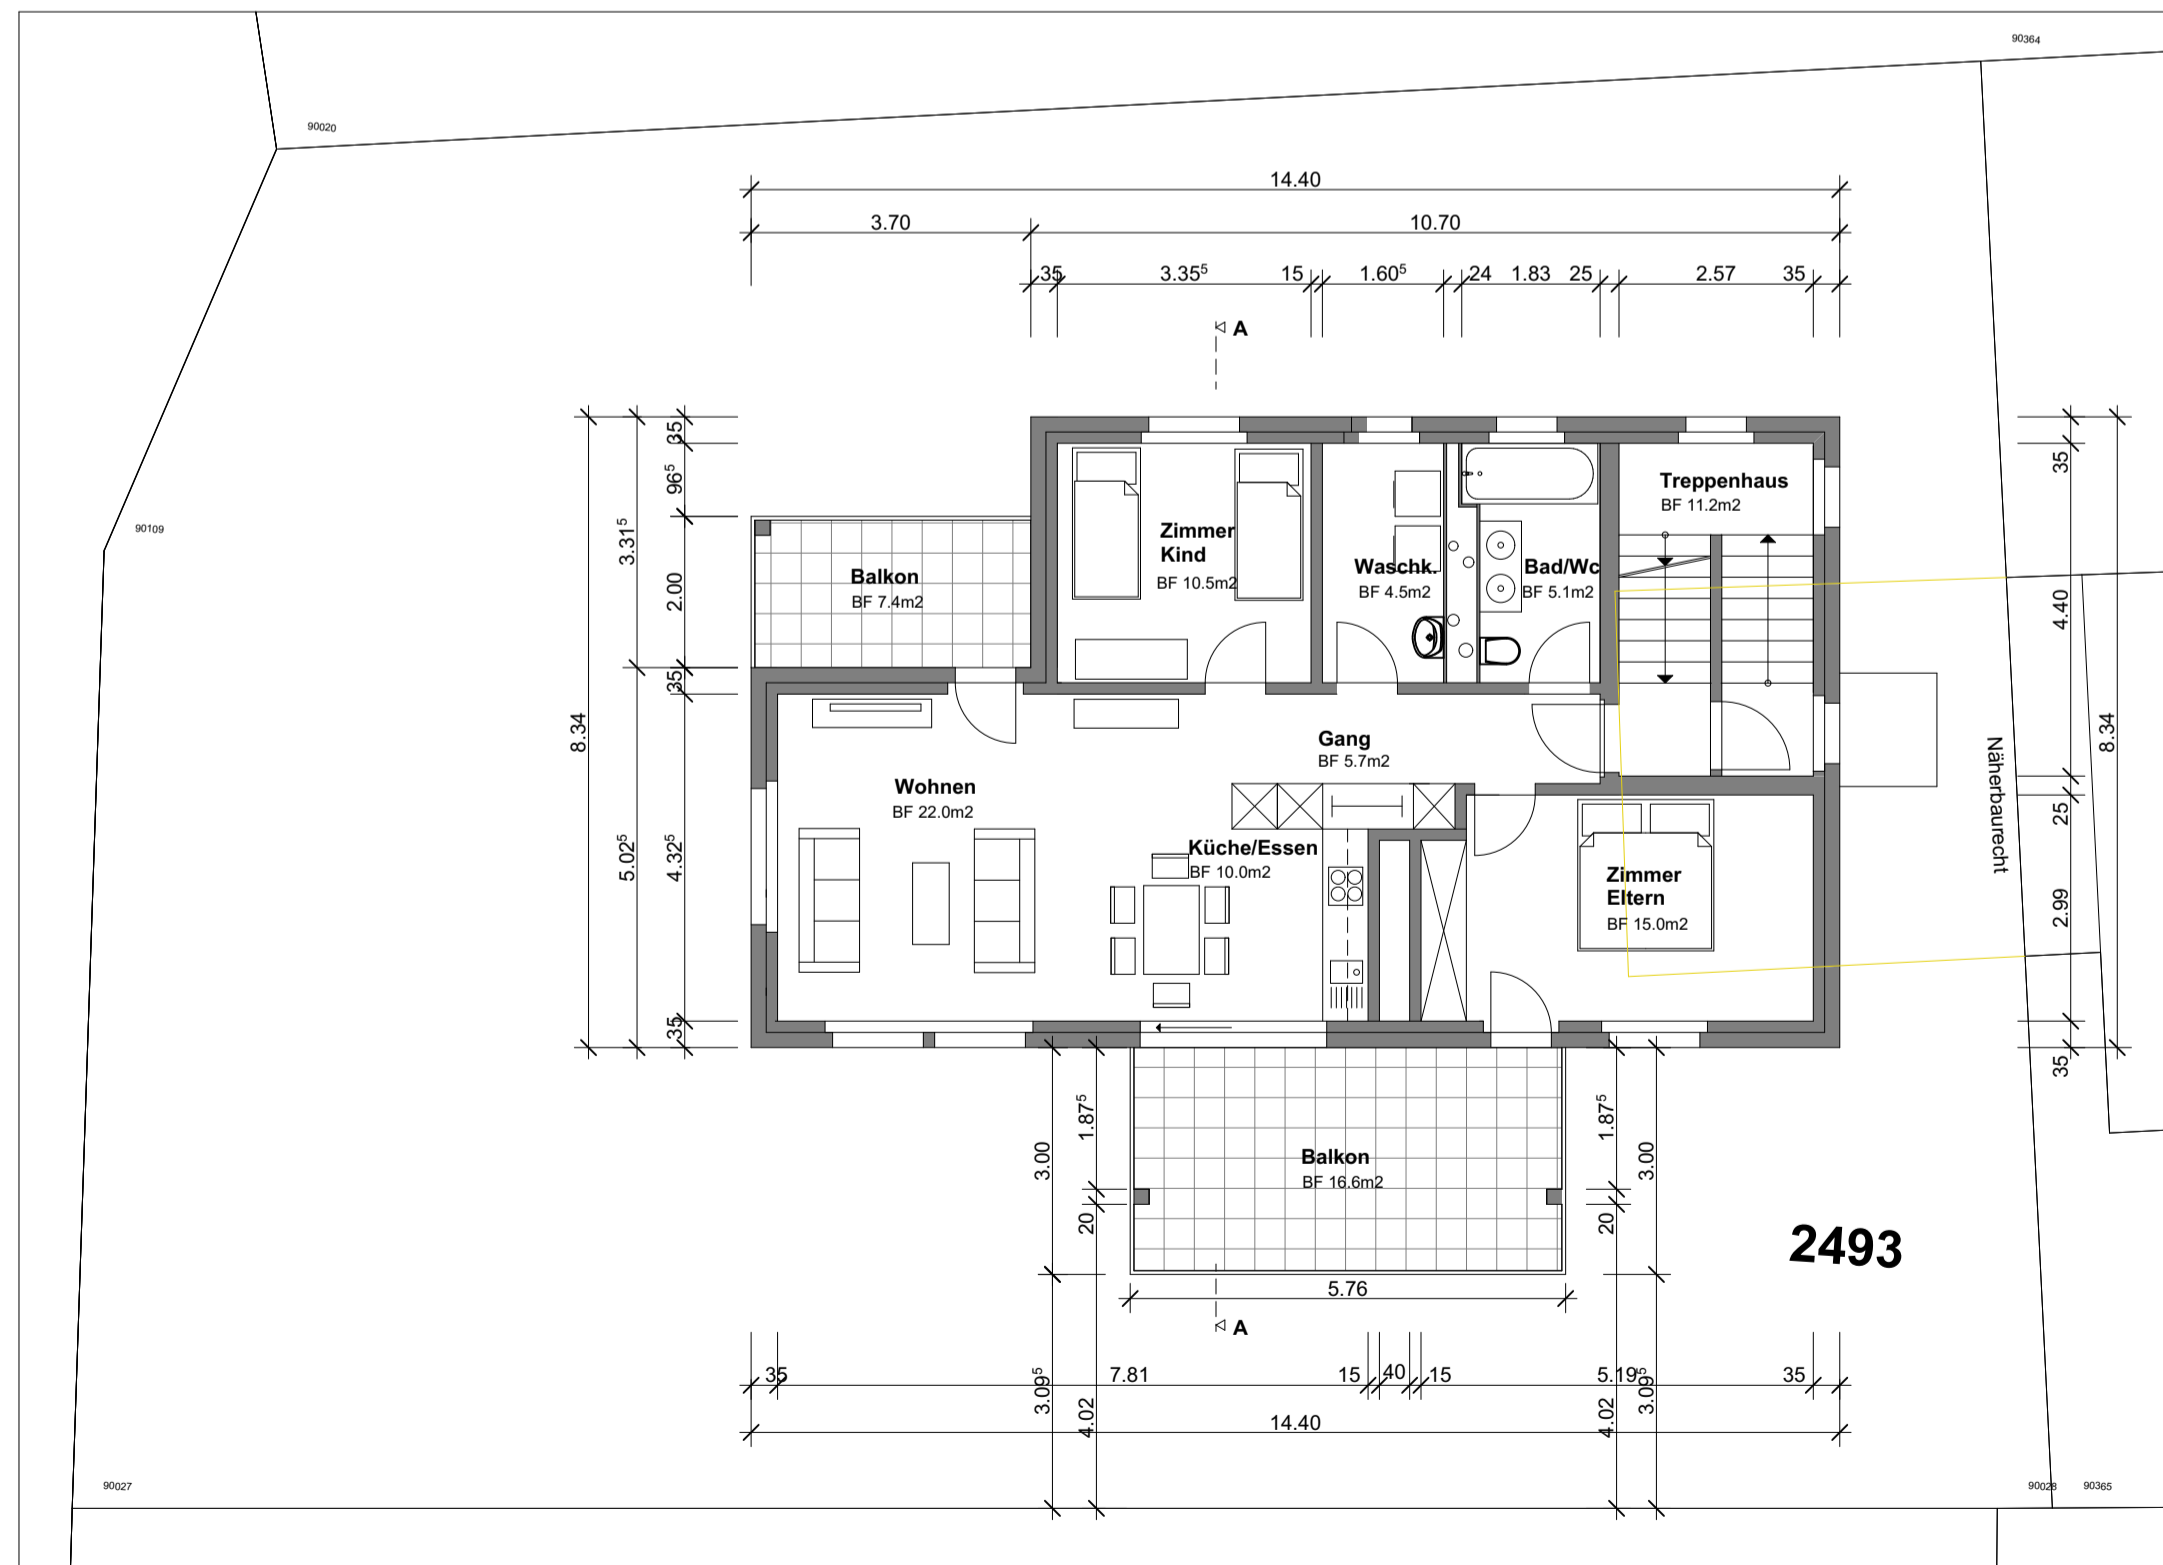 90364
90020
14.40
3.70 10.70
35 3.35⁵ 15 1.60⁵ 24 1.83 25 2.57 35
A
35
96⁵
3.31⁵
2.00
35
8.34
5.02⁵
4.32⁵
35
90109
Balkon
BF 7.4m2
Zimmer
Kind
BF 10.5m2
Waschk.
BF 4.5m2
Bad/Wc
BF 5.1m2
Treppenhaus
BF 11.2m2
Gang
BF 5.7m2
Wohnen
BF 22.0m2
Küche/Essen
BF 10.0m2
Zimmer
Eltern
BF 15.0m2
35
4.40
8.34
25
2.99
35
Näherbaurecht
1.87⁵
3.00
20
Balkon
BF 16.6m2
1.87⁵
3.00
20
2493
5.76
A
35 7.81 15 40 15 5.19⁵ 35
3.09⁵
4.02
4.02
3.09⁵
14.40
90027
90028 90365